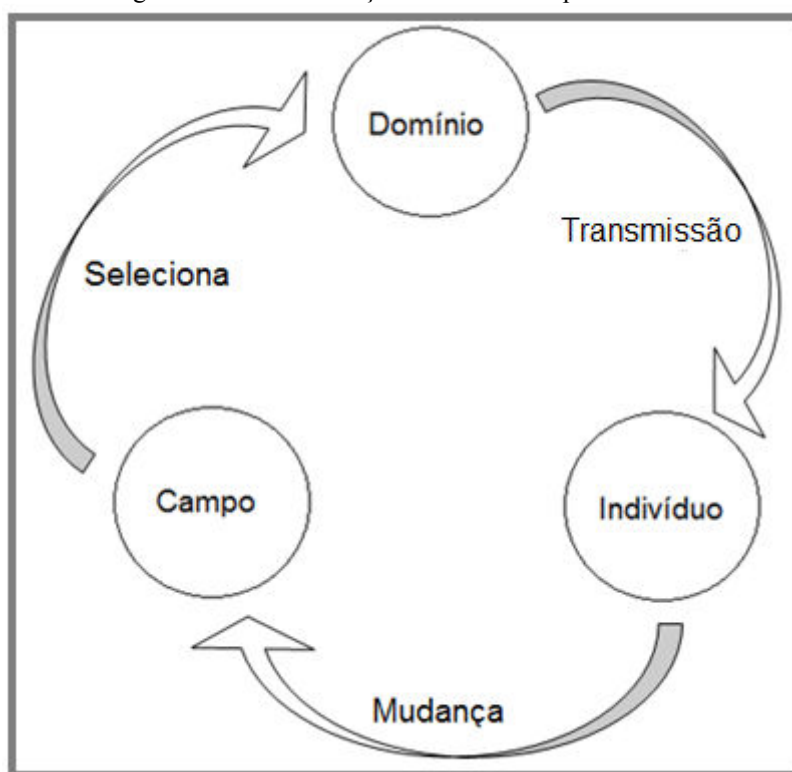 Domínio
Transmissão
Seleciona
Campo
Indivíduo
Mudança